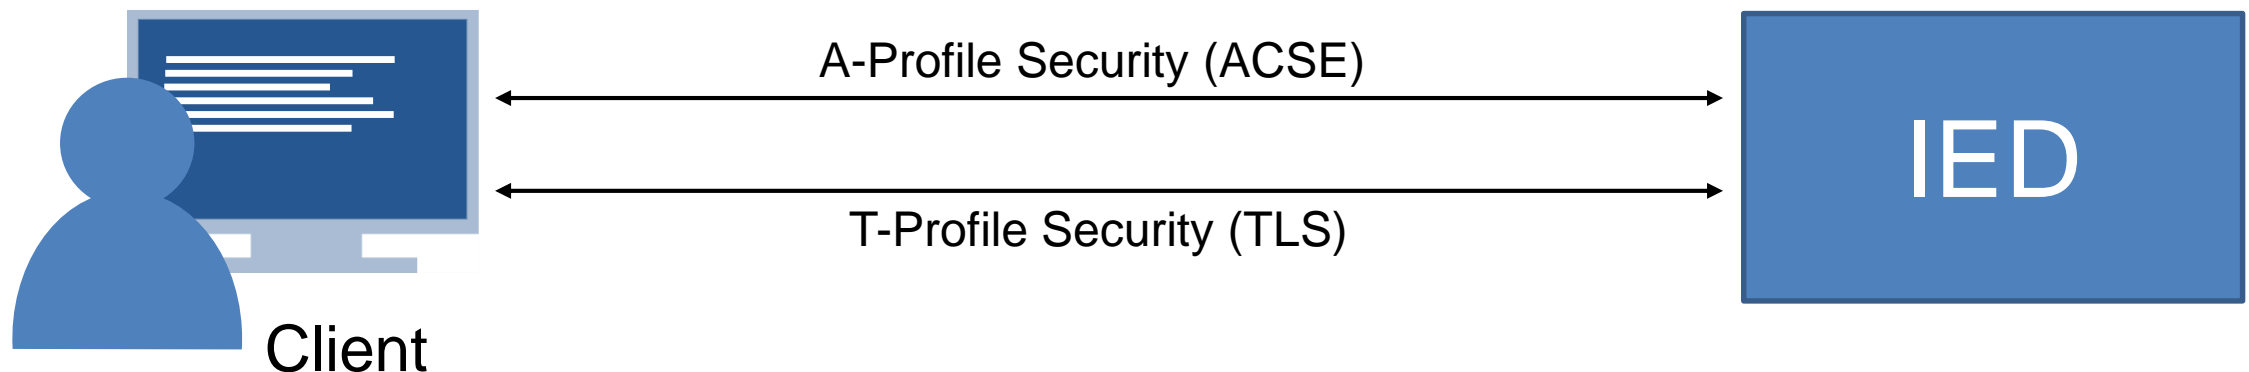 A-Profile Security (ACSE)
IED
T-Profile Security (TLS)
Client